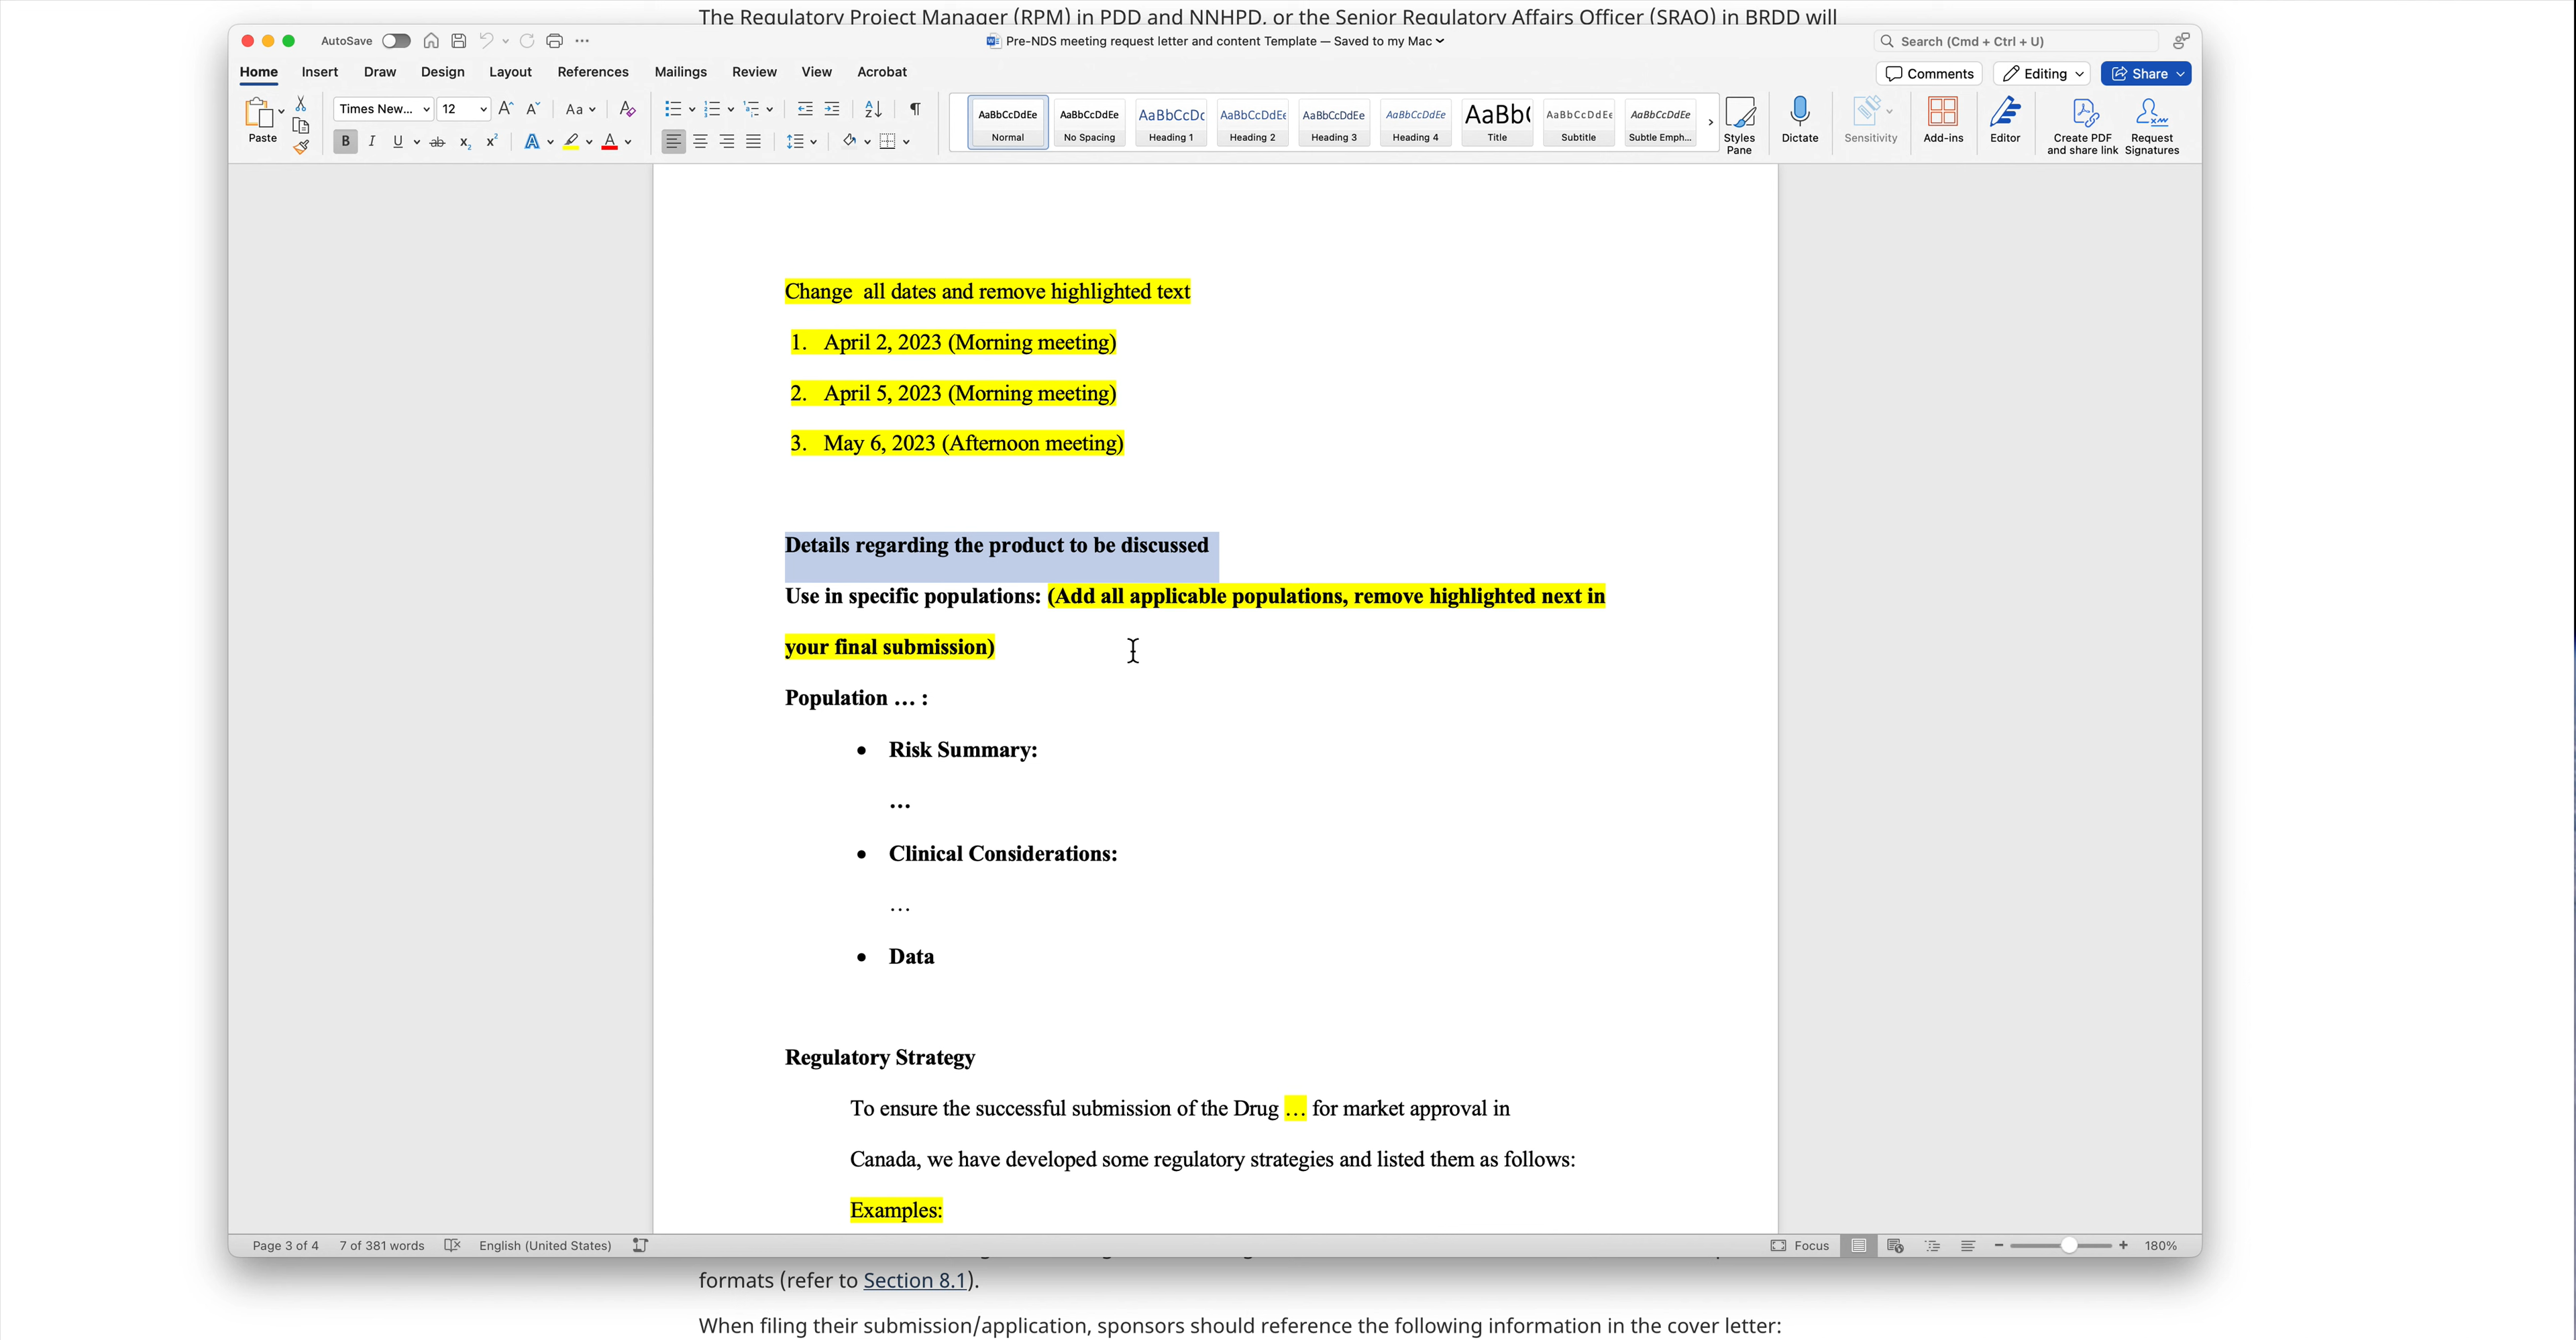 The Regulatory Project Manager (RPM) in PDD and NNHPD, or the Senior Regulatory Affairs Officer (SRAO) in BRDD will
AutoSave
Pre-NDS meeting request letter and content Template — Saved to my Mac
Search (Cmd + Ctrl + U)
Home Insert Draw Design Layout References Mailings Review View Acrobat
Comments Editing Share
Paste
Times New... 12 Aa
AaBbCcDdEe AaBbCcDdEe AaBbCcDc AaBbCcDdEe AaBbCcDdEe AaBbCcDdEe AaBb( AaBbCcDdEe AaBbCcDdEe
Normal No Spacing Heading 1 Heading 2 Heading 3 Heading 4 Title Subtitle Subtle Emph...
Styles Pane
Dictate
Sensitivity
Add-ins
Editor
Create PDF and share link
Request Signatures
Change all dates and remove highlighted text
1. April 2, 2023 (Morning meeting)
2. April 5, 2023 (Morning meeting)
3. May 6, 2023 (Afternoon meeting)
Details regarding the product to be discussed
Use in specific populations: (Add all applicable populations, remove highlighted next in
your final submission)
Population … :
• Risk Summary:
…
• Clinical Considerations:
…
• Data
Regulatory Strategy
To ensure the successful submission of the Drug … for market approval in
Canada, we have developed some regulatory strategies and listed them as follows:
Examples:
Page 3 of 4 7 of 381 words English (United States) Focus 180%
formats (refer to Section 8.1).
When filing their submission/application, sponsors should reference the following information in the cover letter: